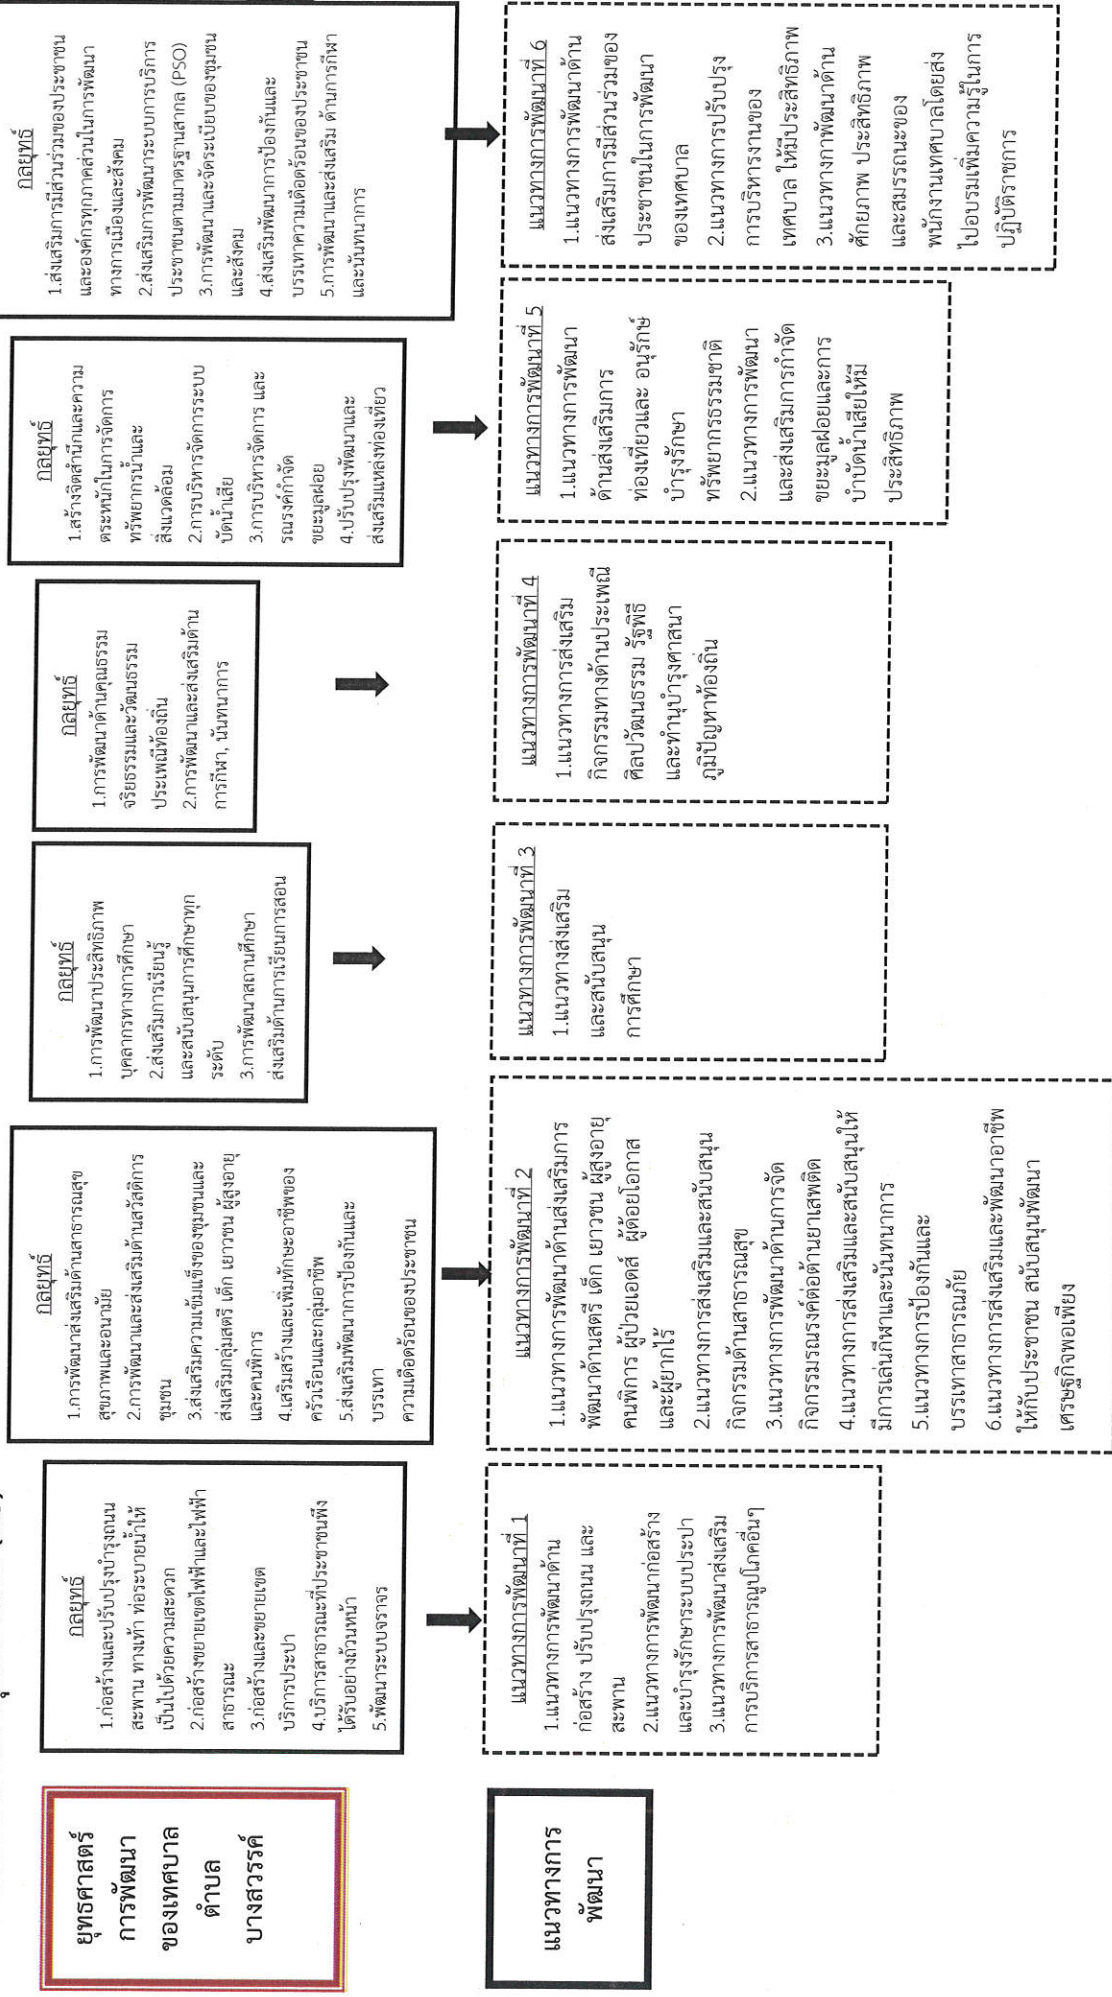 ยุทธศาสตร์
การพัฒนา
ของเทศบาล
ตำบล
บางสวรรค์
กลยุทธ์
1.ก่อสร้างและปรับปรุงบำรุงถนน
สะพาน ทางเท้า ท่อระบายน้ำให้
เป็นไปด้วยความสะดวก
2.ก่อสร้างขยายเขตไฟฟ้าและไฟฟ้า
สาธารณะ
3.ก่อสร้างและขยายเขต
บริการประปา
4.บริการสาธารณะที่ประชาชนพึง
ได้รับอย่างถ้วนหน้า
5.พัฒนาระบบจราจร
กลยุทธ์
1.การพัฒนาส่งเสริมด้านสาธารณสุข
สุขภาพและอนามัย
2.การพัฒนาและส่งเสริมด้านสวัสดิการ
ชุมชน
3.ส่งเสริมความเข้มแข็งของชุมชนและ
ส่งเสริมกลุ่มสตรี เด็ก เยาวชน ผู้สูงอายุ
และคนพิการ
4.เสริมสร้างและเพิ่มทักษะอาชีพของ
ครัวเรือนและกลุ่มอาชีพ
5.ส่งเสริมพัฒนาการป้องกันและ
บรรเทา
ความเดือดร้อนของประชาชน
กลยุทธ์
1.การพัฒนาประสิทธิภาพ
บุคลากรทางการศึกษา
2.ส่งเสริมการเรียนรู้
และสนับสนุนการศึกษาทุก
ระดับ
3.การพัฒนาสถานศึกษา
ส่งเสริมด้านการเรียนการสอน
กลยุทธ์
1.การพัฒนาด้านคุณธรรม
จริยธรรมและวัฒนธรรม
ประเพณีท้องถิ่น
2.การพัฒนาและส่งเสริมด้าน
การกีฬา, นันทนาการ
กลยุทธ์
1.สร้างจิตสำนึกและความ
ตระหนักในการจัดการ
ทรัพยากรน้ำและ
สิ่งแวดล้อม
2.การบริหารจัดการระบบ
บัดน้ำเสีย
3.การบริหารจัดการ และ
รณรงค์กำจัด
ขยะมูลฝอย
4.ปรับปรุงพัฒนาและ
ส่งเสริมแหล่งท่องเที่ยว
กลยุทธ์
1.ส่งเสริมการมีส่วนร่วมของประชาชน
และองค์กรทุกภาคส่วนในการพัฒนา
ทางการเมืองและสังคม
2.ส่งเสริมการพัฒนาระบบการบริการ
ประชาชนตามมาตรฐานสากล (PSO)
3.การพัฒนาและจัดระเบียบของชุมชน
และสังคม
4.ส่งเสริมพัฒนาการป้องกันและ
บรรเทาความเดือดร้อนของประชาชน
5.การพัฒนาและส่งเสริม ด้านการกีฬา
และนันทนาการ
แนวทางการ
พัฒนา
แนวทางการพัฒนาที่ 1
1.แนวทางการพัฒนาด้าน
ก่อสร้าง ปรับปรุงถนน และ
สะพาน
2.แนวทางการพัฒนาก่อสร้าง
และบำรุงรักษาระบบประปา
3.แนวทางการพัฒนาส่งเสริม
การบริการสาธารณูปโภคอื่นๆ
แนวทางการพัฒนาที่ 2
1.แนวทางการพัฒนาด้านส่งเสริมการ
พัฒนาด้านสตรี เด็ก เยาวชน ผู้สูงอายุ
คนพิการ ผู้ป่วยเอดส์ ผู้ด้อยโอกาส
และผู้ยากไร้
2.แนวทางการส่งเสริมและสนับสนุน
กิจกรรมด้านสาธารณสุข
3.แนวทางการพัฒนาด้านการจัด
กิจกรรมรณรงค์ต่อต้านยาเสพติด
4.แนวทางการส่งเสริมและสนับสนุนให้
มีการเล่นกีฬาและนันทนาการ
5.แนวทางการป้องกันและ
บรรเทาสาธารณภัย
6.แนวทางการส่งเสริมและพัฒนาอาชีพ
ให้กับประชาชน สนับสนุนพัฒนา
เศรษฐกิจพอเพียง
แนวทางการพัฒนาที่ 3
1.แนวทางส่งเสริม
และสนับสนุน
การศึกษา
แนวทางการพัฒนาที่ 4
1.แนวทางการส่งเสริม
กิจกรรมทางด้านประเพณี
ศิลปวัฒนธรรม รัฐพิธี
และทำนุบำรุงศาสนา
ภูมิปัญหาท้องถิ่น
แนวทางการพัฒนาที่ 5
1.แนวทางการพัฒนา
ด้านส่งเสริมการ
ท่องเที่ยวและ อนุรักษ์
บำรุงรักษา
ทรัพยากรธรรมชาติ
2.แนวทางการพัฒนา
และส่งเสริมการกำจัด
ขยะมูลฝอยและการ
บำบัดน้ำเสียให้มี
ประสิทธิภาพ
แนวทางการพัฒนาที่ 6
1.แนวทางการพัฒนาด้าน
ส่งเสริมการมีส่วนร่วมของ
ประชาชนในการพัฒนา
ของเทศบาล
2.แนวทางการปรับปรุง
การบริหารงานของ
เทศบาล ให้มีประสิทธิภาพ
3.แนวทางกาพัฒนาด้าน
ศักยภาพ ประสิทธิภาพ
และสมรรถนะของ
พนักงานเทศบาลโดยส่ง
ไปอบรมเพิ่มความรู้ในการ
ปฏิบัติราชการ